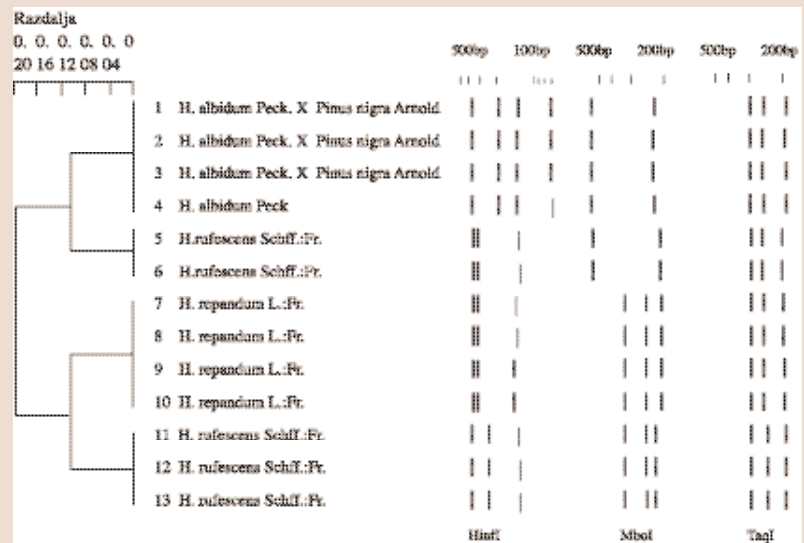 Razdalja
0. 0. 0. 0. 0. 0
20 16 12 08 04
500bp 100bp 500bp 200bp 500bp 200bp
1 H. albidum Peck. X Pinus nigra Arnold.
2 H. albidum Peck. X Pinus nigra Arnold.
3 H. albidum Peck. X Pinus nigra Arnold.
4 H. albidum Peck
5 H.rufescens Schff.:Fr.
6 H.rufescens Schff.:Fr.
7 H. repandum L.:Fr.
8 H. repandum L.:Fr.
9 H. repandum L.:Fr.
10 H. repandum L.:Fr.
11 H. rufescens Schff.:Fr.
12 H. rufescens Schff.:Fr.
13 H. rufescens Schff.:Fr.
HinfI MboI TaqI